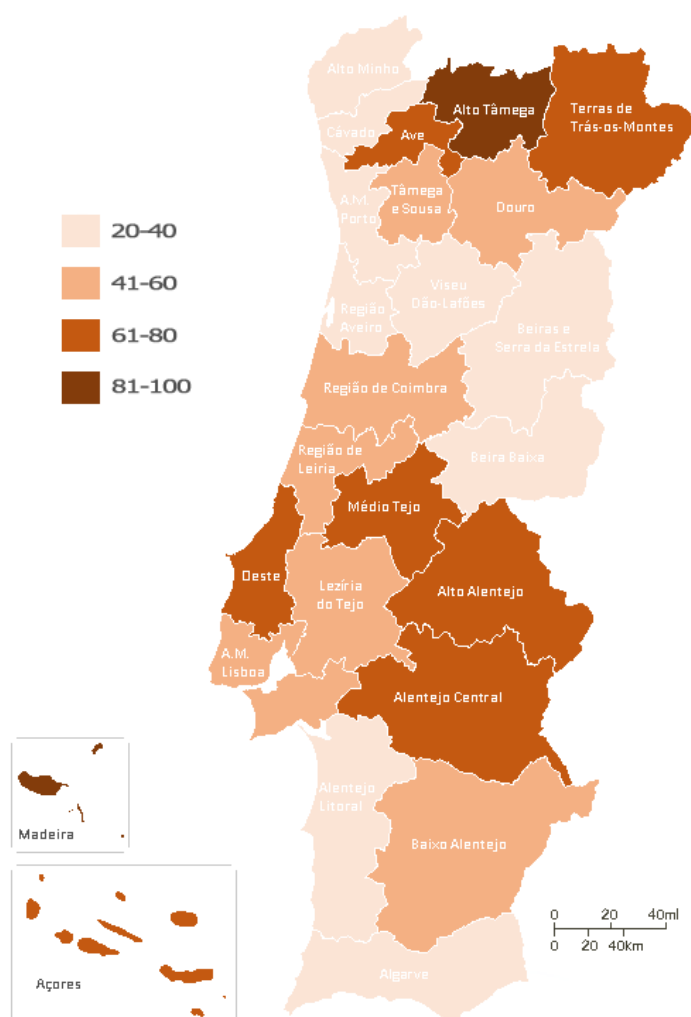 Alto Minho
Alto Tâmega
Terras de
Trás-os-Montes
Cávado
Ave
Tâmega
e Sousa
A.M.
Porto
Douro
20-40
41-60
61-80
81-100
Viseu
Dão-Lafões
Região
Aveiro
Beiras e
Serra da Estrela
Região de Coimbra
Região de
Leiria
Beira Baixa
Médio Tejo
Oeste
Lezíria
do Tejo
Alto Alentejo
A.M.
Lisboa
Alentejo Central
Alentejo
Litoral
Madeira
Baixo Alentejo
0 20 40ml
0 20 40km
Algarve
Açores